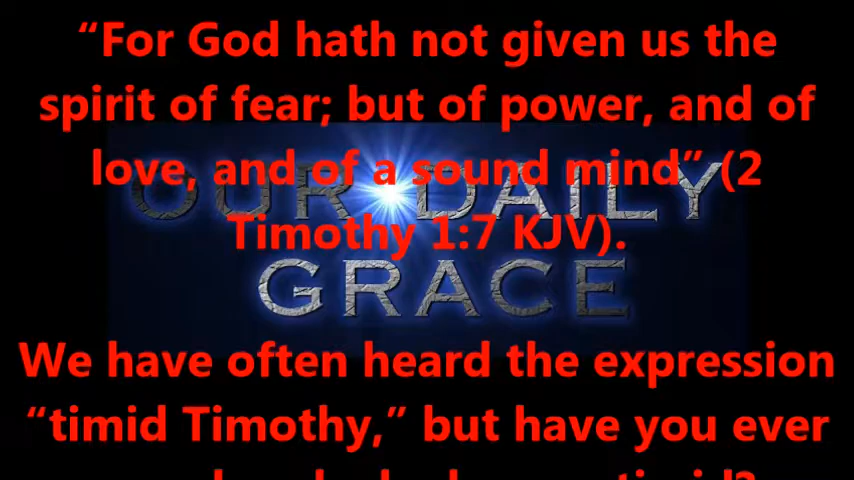 “For God hath not given us the
spirit of fear; but of power, and of
love, and of a sound mind” (2
Timothy 1:7 KJV).
OUR DAILY
GRACE
We have often heard the expression
“timid Timothy,” but have you ever
timid?